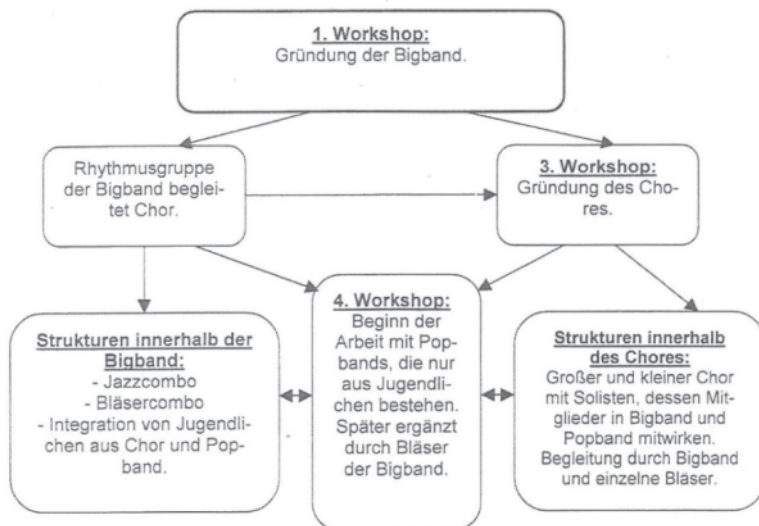 1. Workshop:
Gründung der Bigband.
Rhythmusgruppe
der Bigband beglei-
tet Chor.
3. Workshop:
Gründung des Cho-
res.
Strukturen innerhalb der
Bigband:
- Jazzcombo
- Bläsercombo
- Integration von Jugendli-
chen aus Chor und Pop-
band.
4. Workshop:
Beginn der
Arbeit mit Pop-
bands, die nur
aus Jugendli-
chen bestehen.
Später ergänzt
durch Bläser
der Bigband.
Strukturen innerhalb
des Chores:
Großer und kleiner Chor
mit Solisten, dessen Mit-
glieder in Bigband und
Popband mitwirken.
Begleitung durch Bigband
und einzelne Bläser.